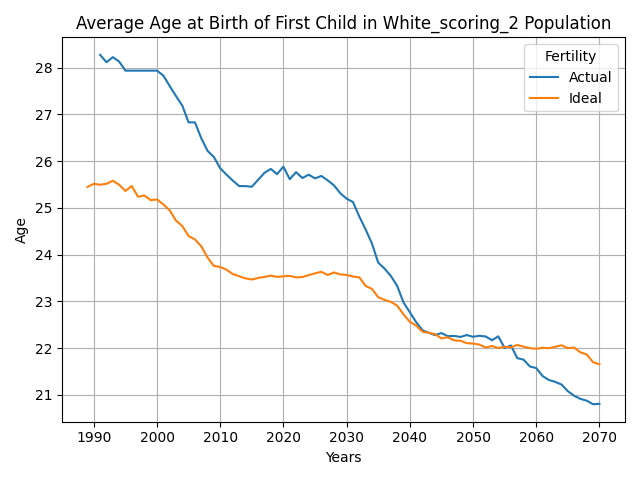 Average Age at Birth of First Child in White_scoring_2 Population
Fertility
Actual
Ideal
28
27
26
25
24
23
22
21
Age
1990
2000
2010
2020
2030
2040
2050
2060
2070
Years